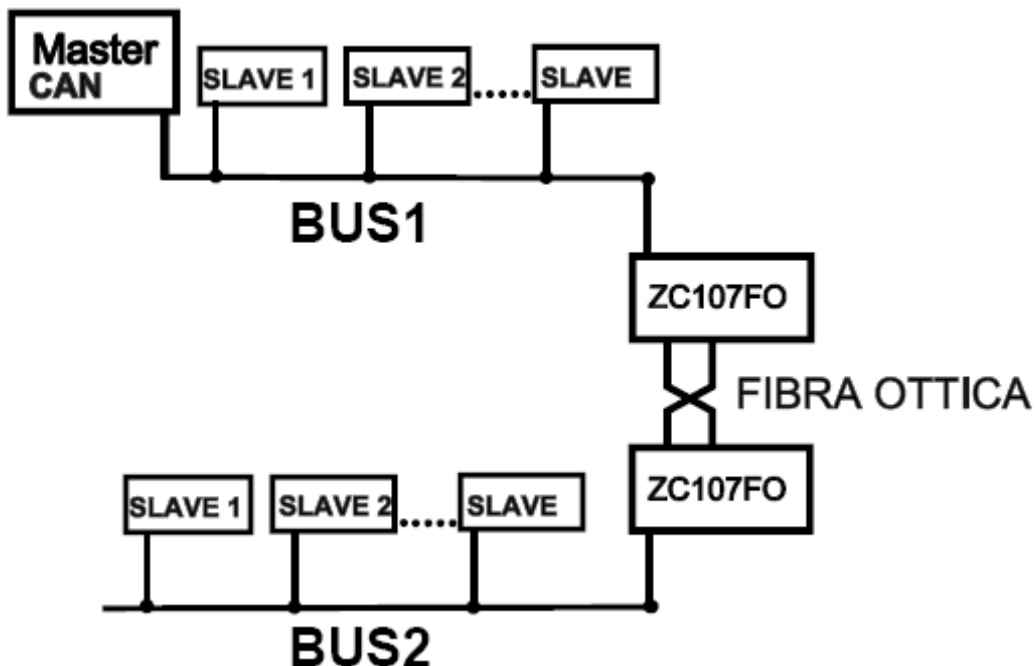 Master
CAN
SLAVE 1
SLAVE 2
SLAVE
BUS1
ZC107FO
FIBRA OTTICA
ZC107FO
SLAVE 1
SLAVE 2
SLAVE
BUS2